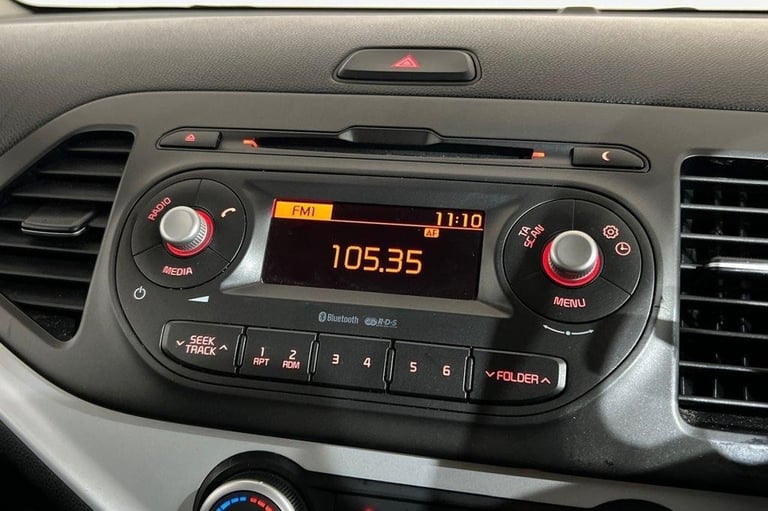 FM1 11:10
AF
105.35
RADIO
MEDIA
TA
SCAN
MENU
Bluetooth R·D·S
SEEK
TRACK
1
RPT
2
RDM
3 4
5 6
FOLDER